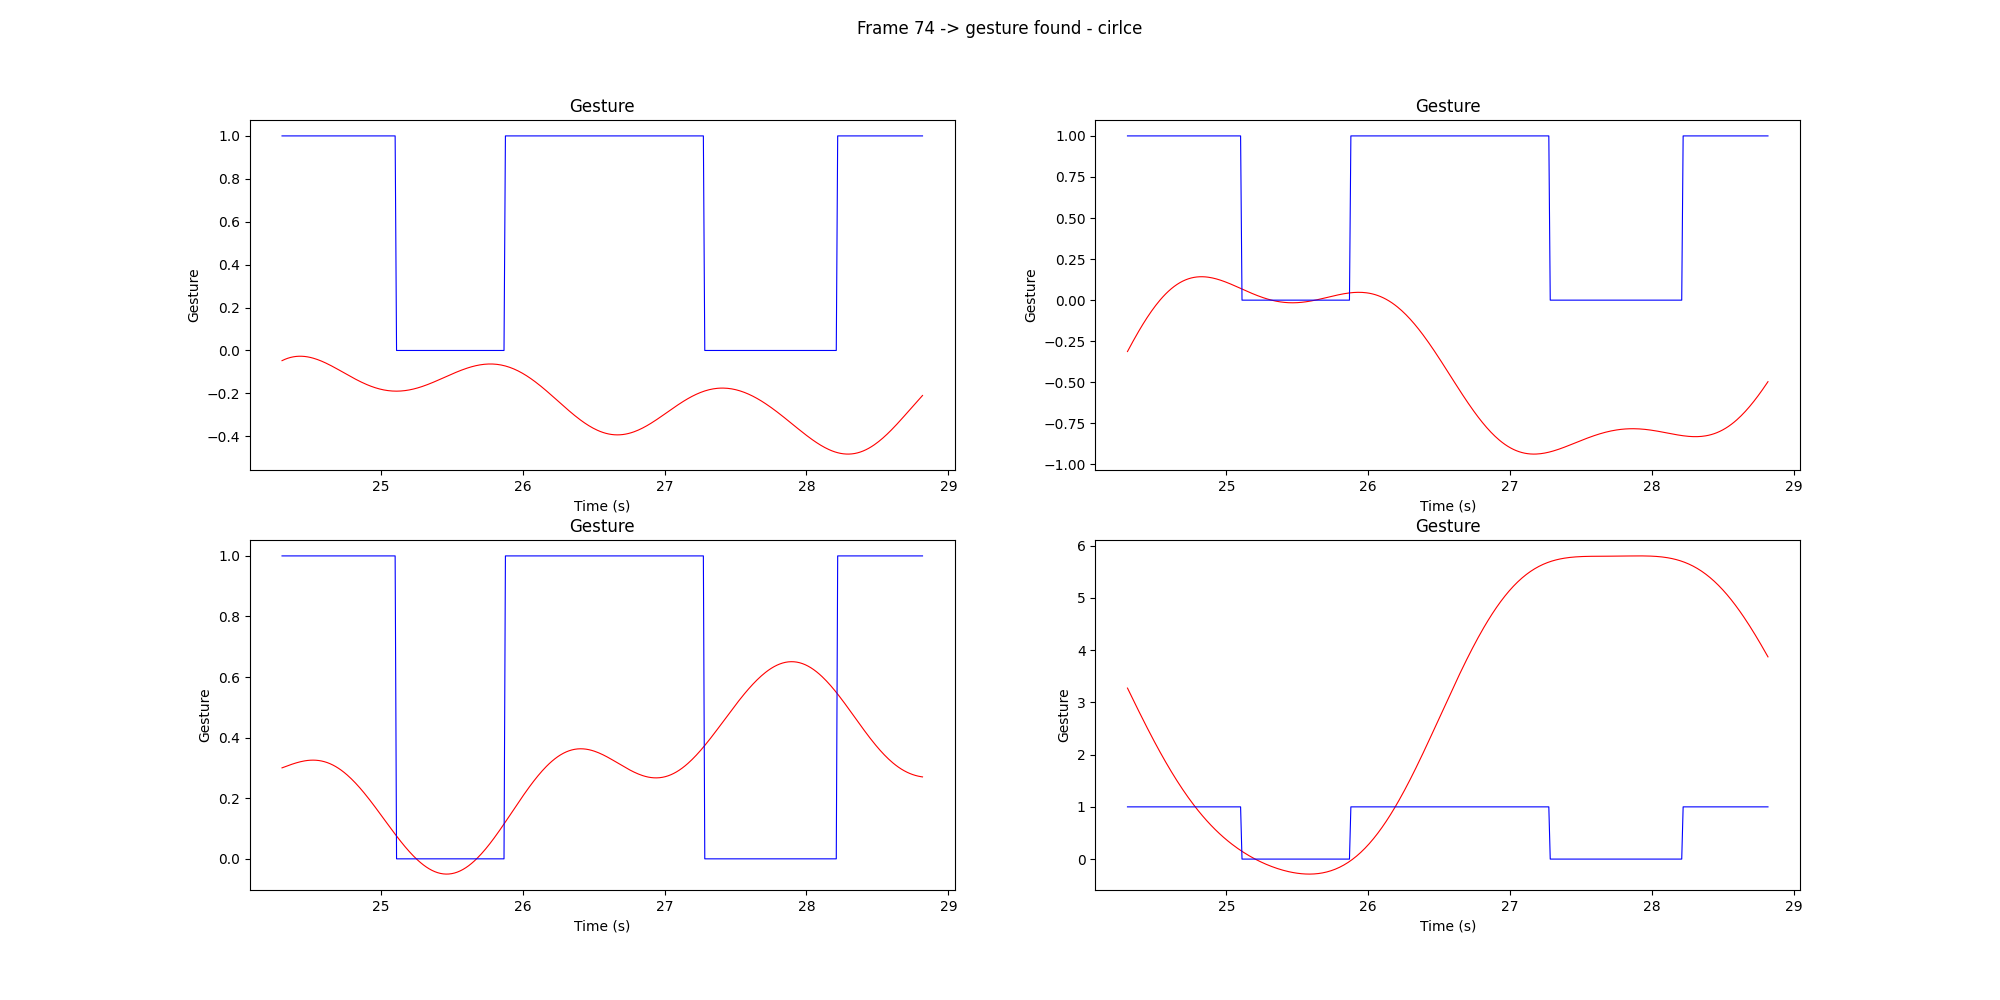 Frame 74 -> gesture found - cirlce
Gesture
1.0
0.8
0.6
0.4
0.2
0.0
−0.2
−0.4
Gesture
25 26 27 28 29
Time (s)
Gesture
1.00
0.75
0.50
0.25
0.00
−0.25
−0.50
−0.75
−1.00
Gesture
25 26 27 28 29
Time (s)
Gesture
1.0
0.8
0.6
0.4
0.2
0.0
Gesture
25 26 27 28 29
Time (s)
Gesture
6
5
4
3
2
1
0
Gesture
25 26 27 28 29
Time (s)